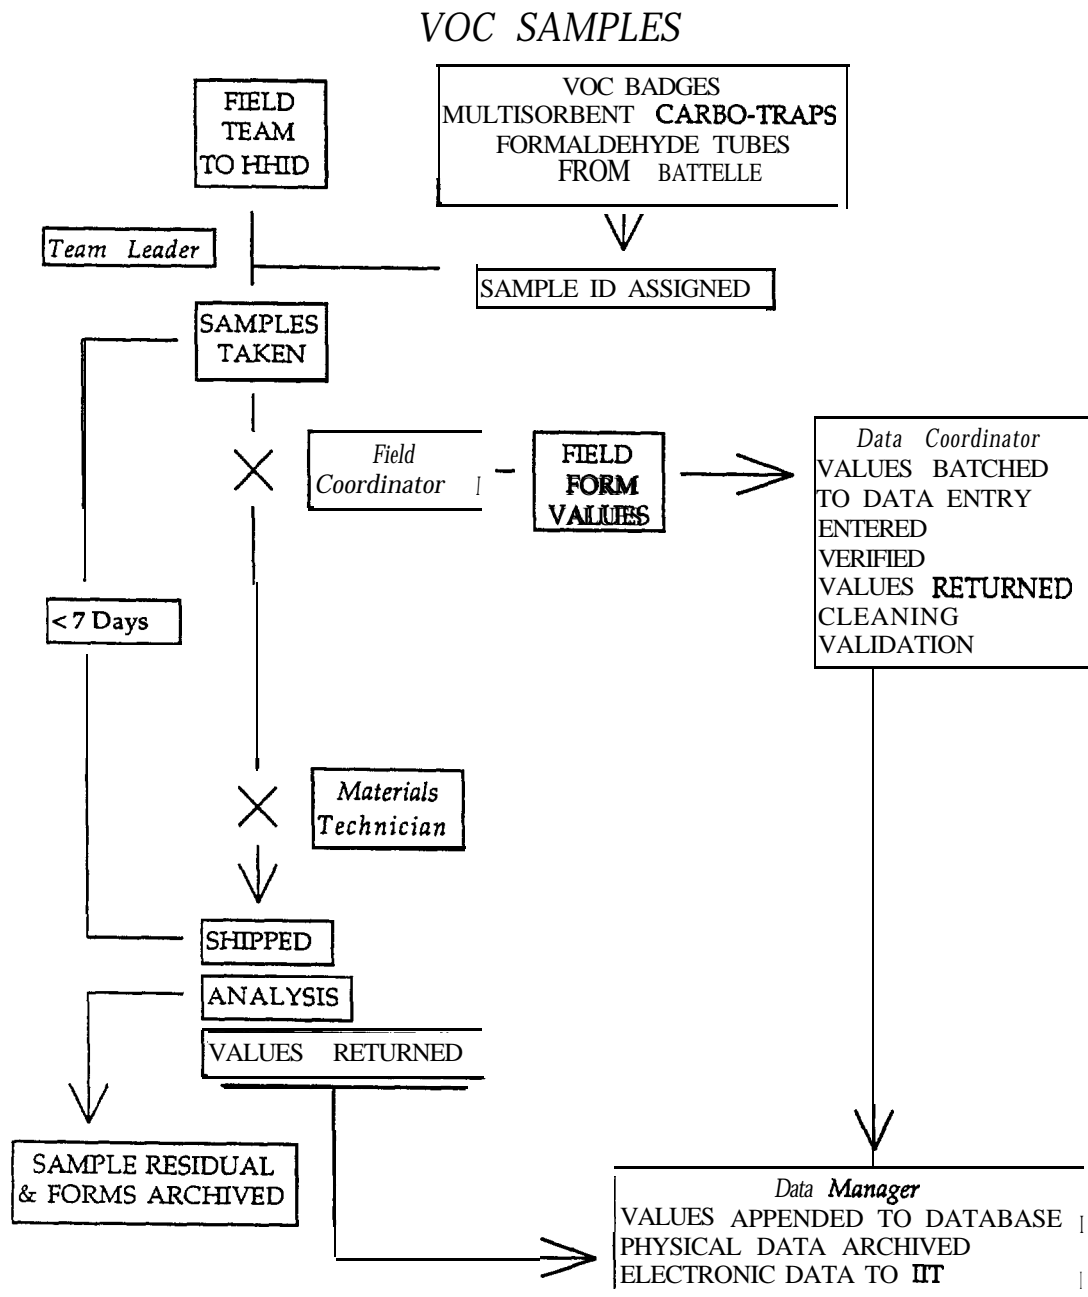 VOC SAMPLES
FIELD
TEAM
TO HHID
VOC BADGES
MULTISORBENT CARBO-TRAPS
FORMALDEHYDE TUBES
FROM BATTELLE
Team Leader
SAMPLE ID ASSIGNED
SAMPLES
TAKEN
Field
Coordinator
FIELD
FORM
VALUES
Data Coordinator
VALUES BATCHED
TO DATA ENTRY
ENTERED
VERIFIED
VALUES RETURNED
CLEANING
VALIDATION
< 7 Days
Materials
Technician
SHIPPED
ANALYSIS
VALUES RETURNED
SAMPLE RESIDUAL
& FORMS ARCHIVED
Data Manager
VALUES APPENDED TO DATABASE
PHYSICAL DATA ARCHIVED
ELECTRONIC DATA TO IIT